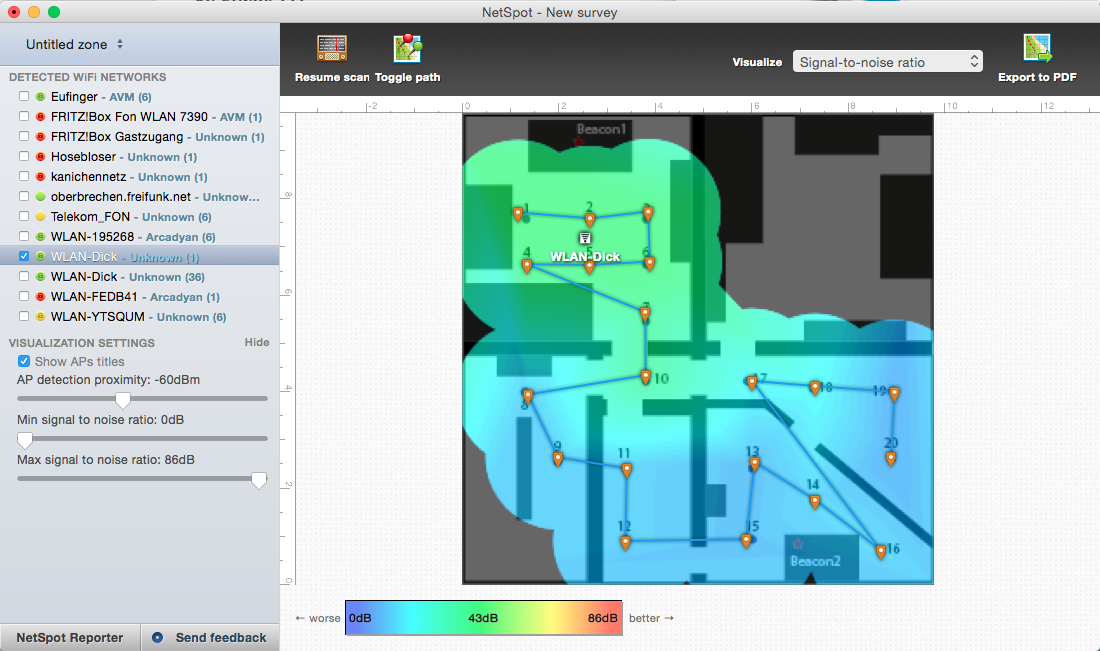 NetSpot - New survey
Untitled zone
Resume scan
Toggle path
Visualize
Signal-to-noise ratio
Export to PDF
DETECTED WIFI NETWORKS
Eufinger - AVM (6)
FRITZ!Box Fon WLAN 7390 - AVM (1)
FRITZ!Box Gastzugang - Unknown (1)
Hosebloser - Unknown (1)
kanichennetz - Unknown (1)
oberbrechen.freifunk.net - Unknow...
Telekom_FON - Unknown (6)
WLAN-195268 - Arcadyan (6)
WLAN-Dick - Unknown (1)
WLAN-Dick - Unknown (36)
WLAN-FEDB41 - Arcadyan (1)
WLAN-YTSQUM - Unknown (6)
VISUALIZATION SETTINGS
Hide
Show APs titles
AP detection proximity: -60dBm
Min signal to noise ratio: 0dB
Max signal to noise ratio: 86dB
NetSpot Reporter
Send feedback
-2
0
2
4
6
8
10
12
8
6
4
2
0
Beacon1
1
2
3
WLAN-Dick
4
5
6
7
10
8
17
18
19
9
11
13
20
14
12
15
16
Beacon2
← worse
0dB
43dB
86dB
better →